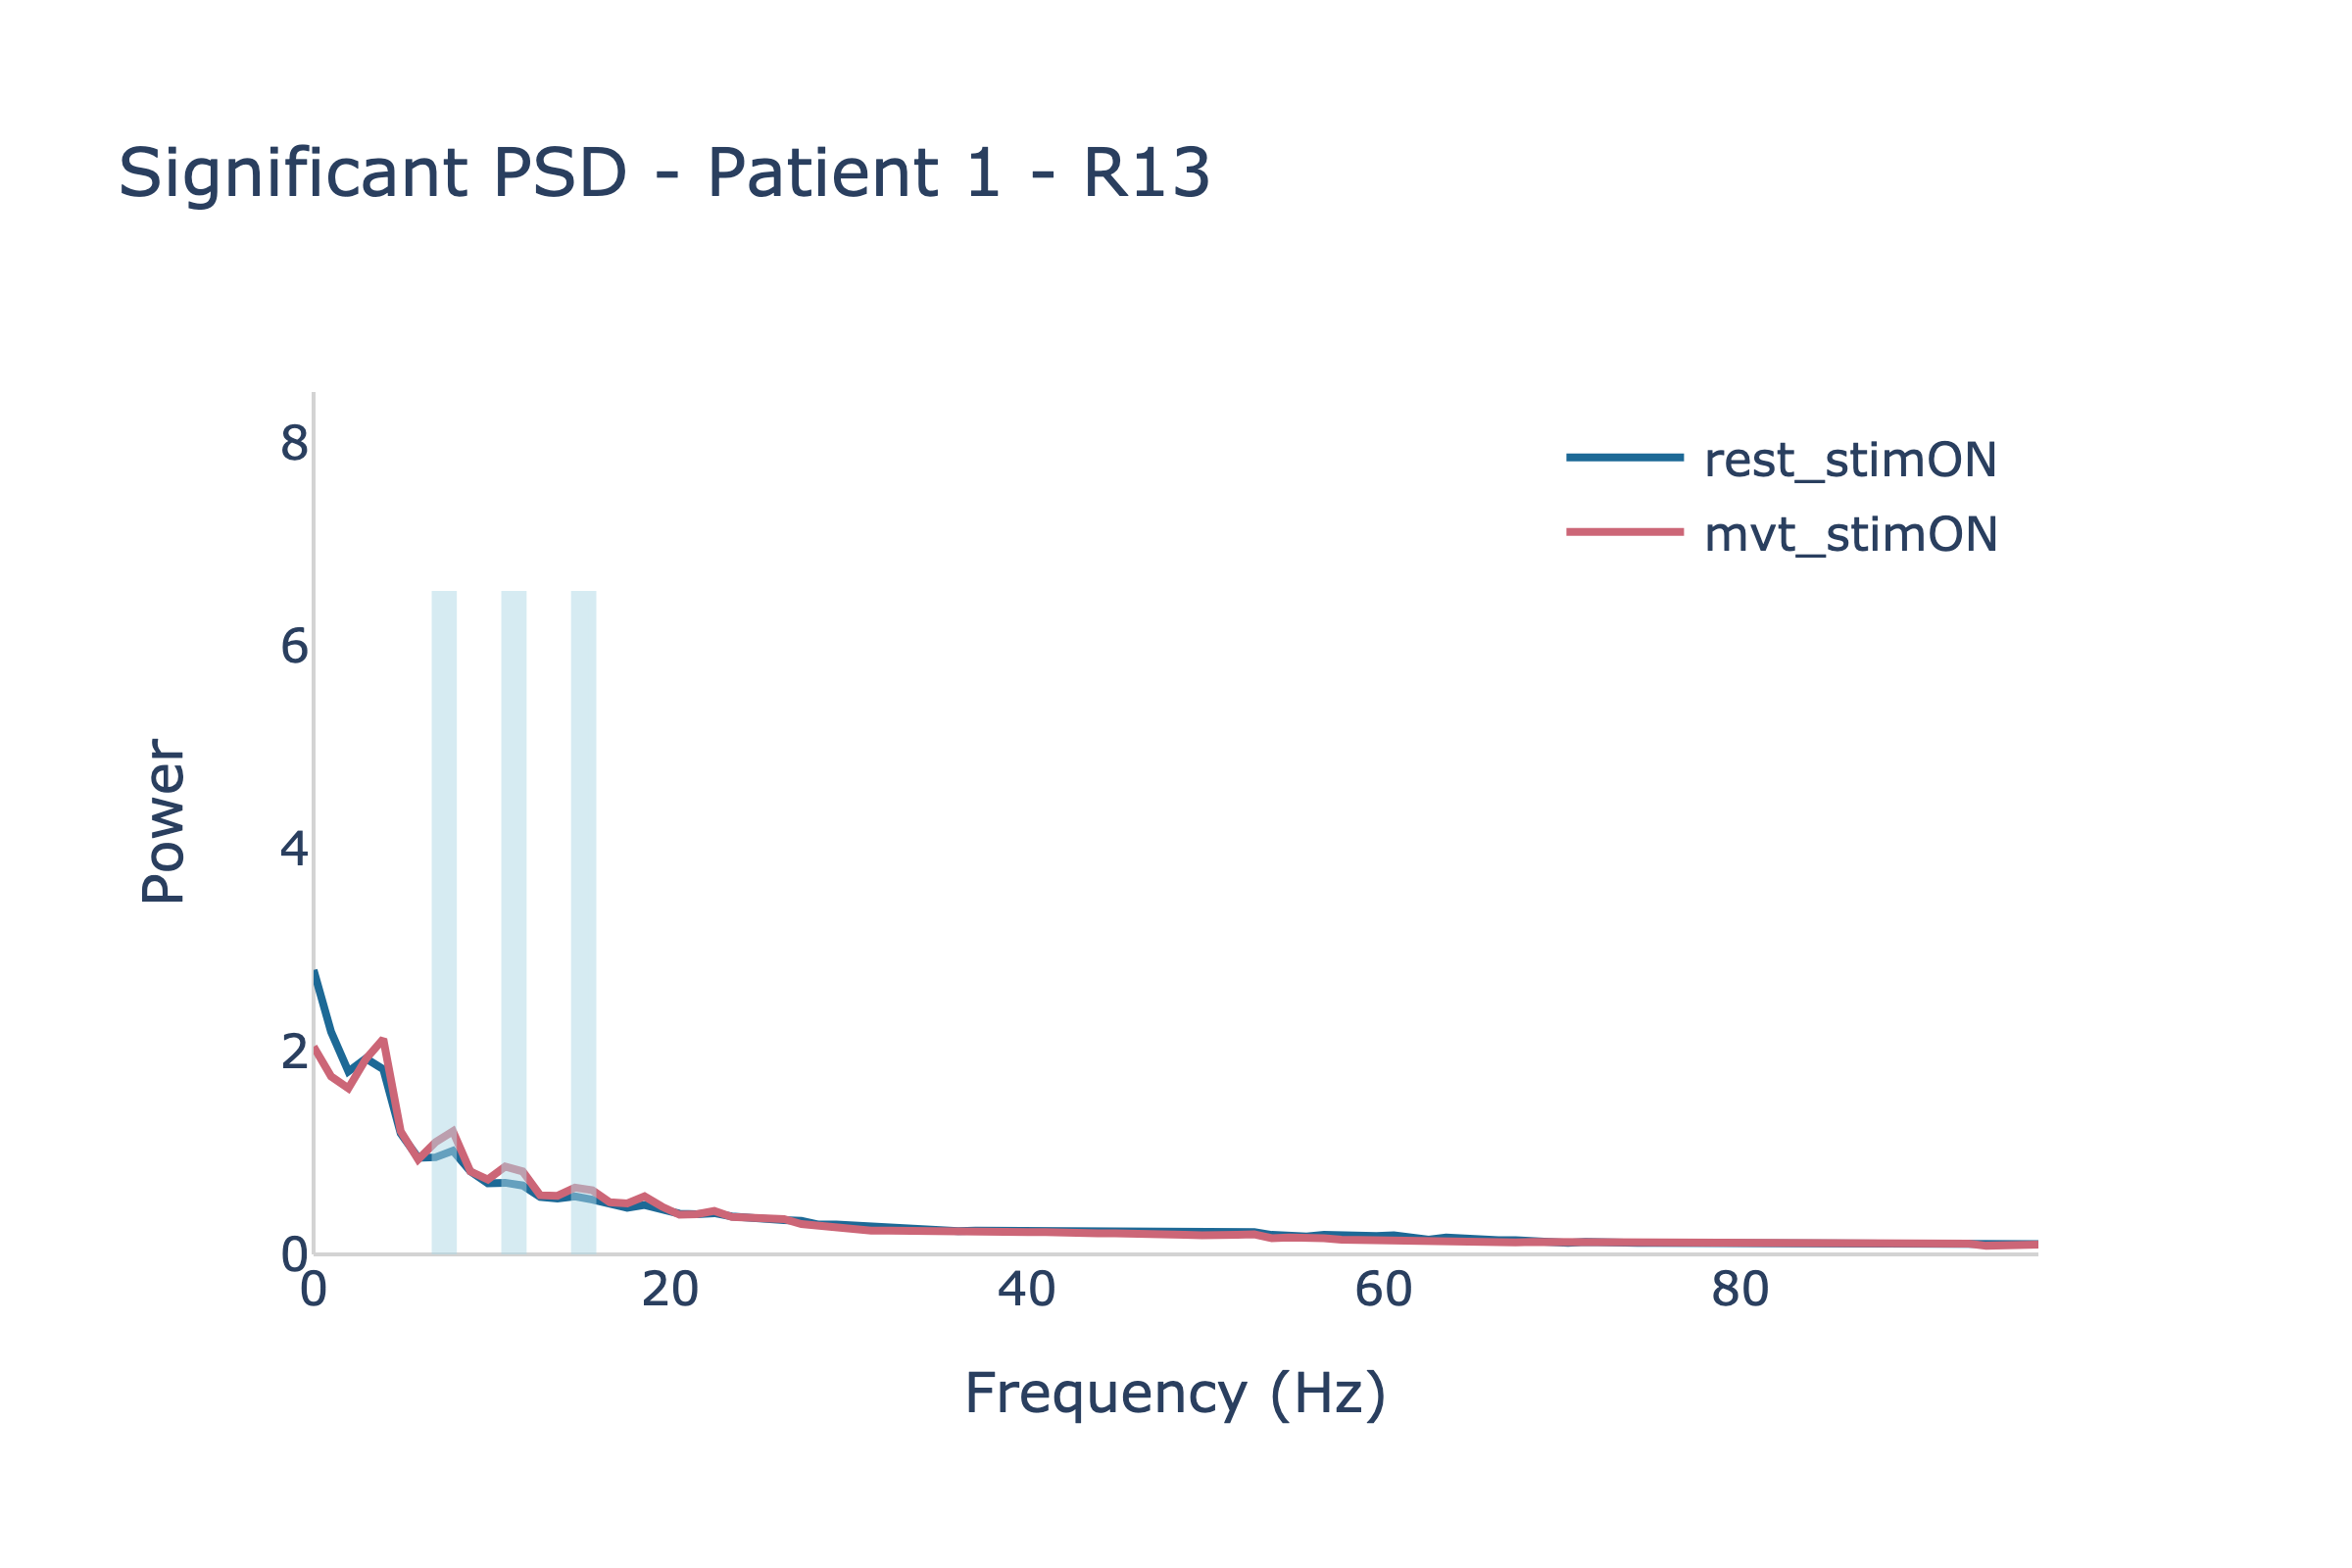 Significant PSD - Patient 1 - R13
rest_stimON
mvt_stimON
8
6
4
2
0
Power
0 20 40 60 80
Frequency (Hz)